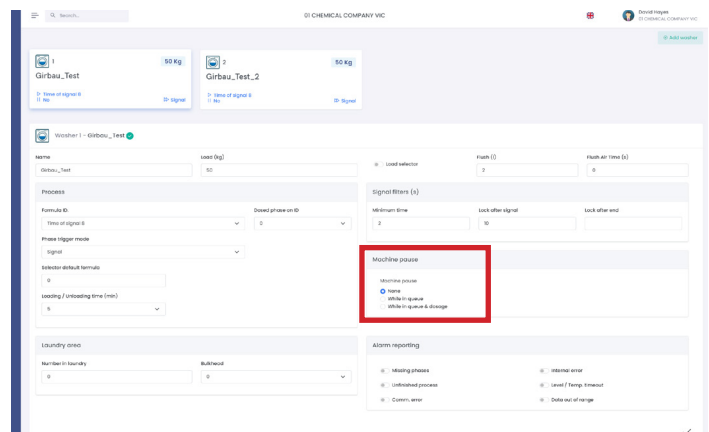 Search...
01 CHEMICAL COMPANY VIC
David Hayes
01 CHEMICAL COMPANY VIC
Add washer
1
50 Kg
Girbau_Test
Time of signal 8
No
Signal
2
50 Kg
Girbau_Test_2
Time of signal 8
No
Signal
Washer 1 - Girbau_Test
Name
Load (kg)
Load selector
Flush (l)
Flush Air Time (s)
Girbau_Test
50
2
0
Process
Signal filters (s)
Formula ID.
Dosed phase on ID
Minimum time
Lock after signal
Lock after end
Time of signal 8
2
10
Phase trigger mode
Signal
Machine pause
Selector default formula
Machine pause
0
None
Loading / Unloading time (min)
While in queue
While in queue & dosage
Laundry area
Alarm reporting
Number in laundry
Bulkhead
0
0
Missing phases
Internal error
Unfinished process
Level / Temp. timeout
Comm. error
Data out of range